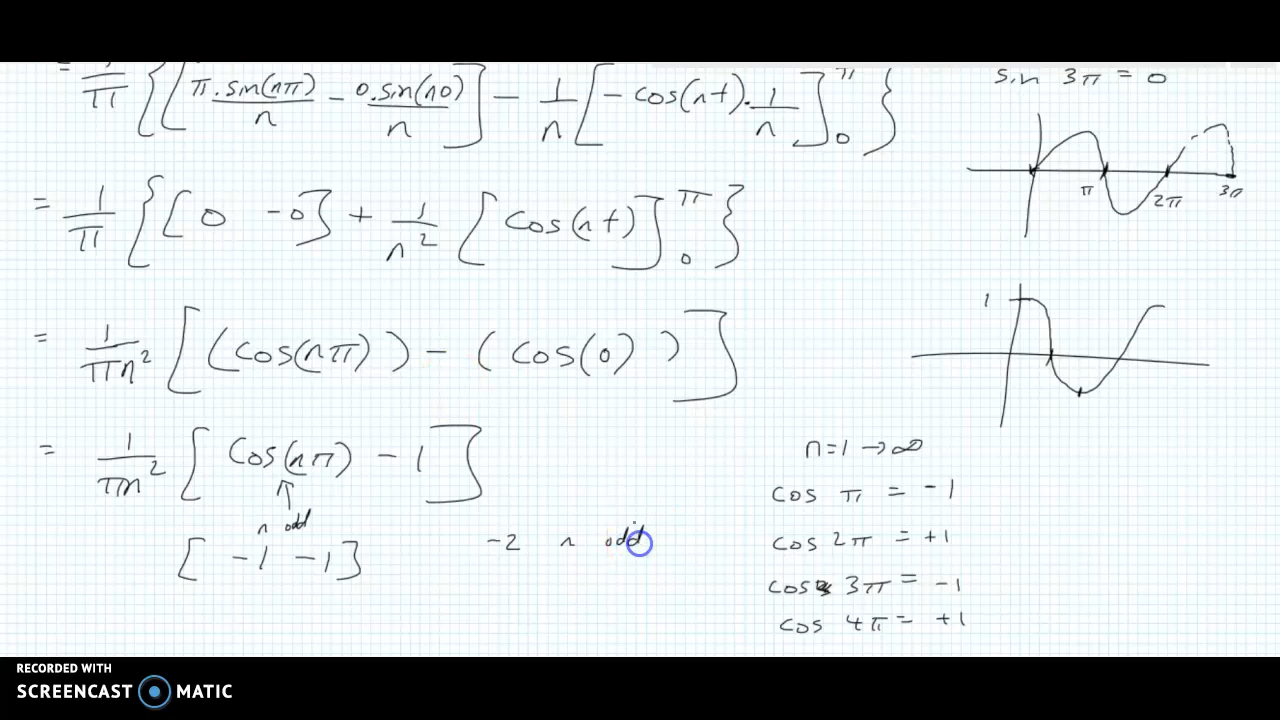 = 1/π {[π.sin(nπ)/n - 0.sin(n0)/n] - 1/n [-cos(nt).1/n]π0}
sin 3π = 0
π 2π 3π
= 1/π {[0 -0] + 1/n² [cos(nt)]π0}
1
= 1/πn² [(cos(nπ)) - (cos(0))]
= 1/πn² [cos(nπ) - 1]
n odd
[-1 -1]
-2 n odd
n=1 → ∞
cos π = -1
cos 2π = +1
cos 3π = -1
cos 4π = +1
RECORDED WITH
SCREENCAST MATIC